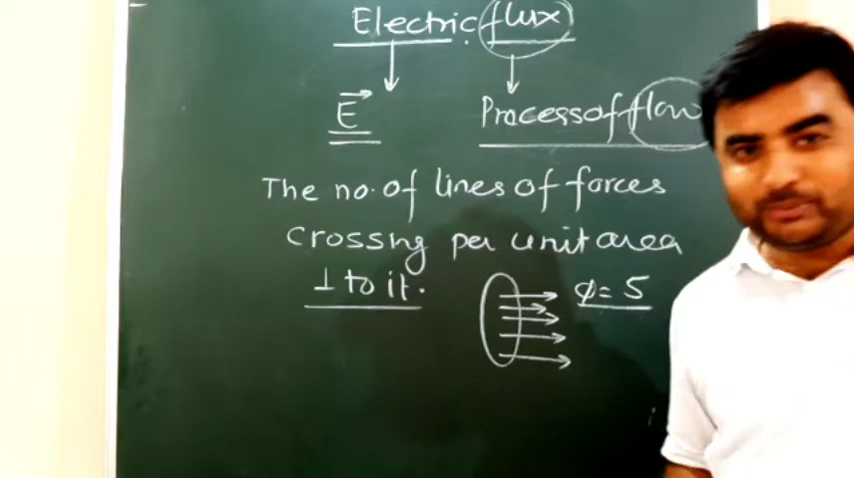 Electric flux
E Process of flow
The no. of lines of forces
crossing per unit area
⊥ to it. φ= 5